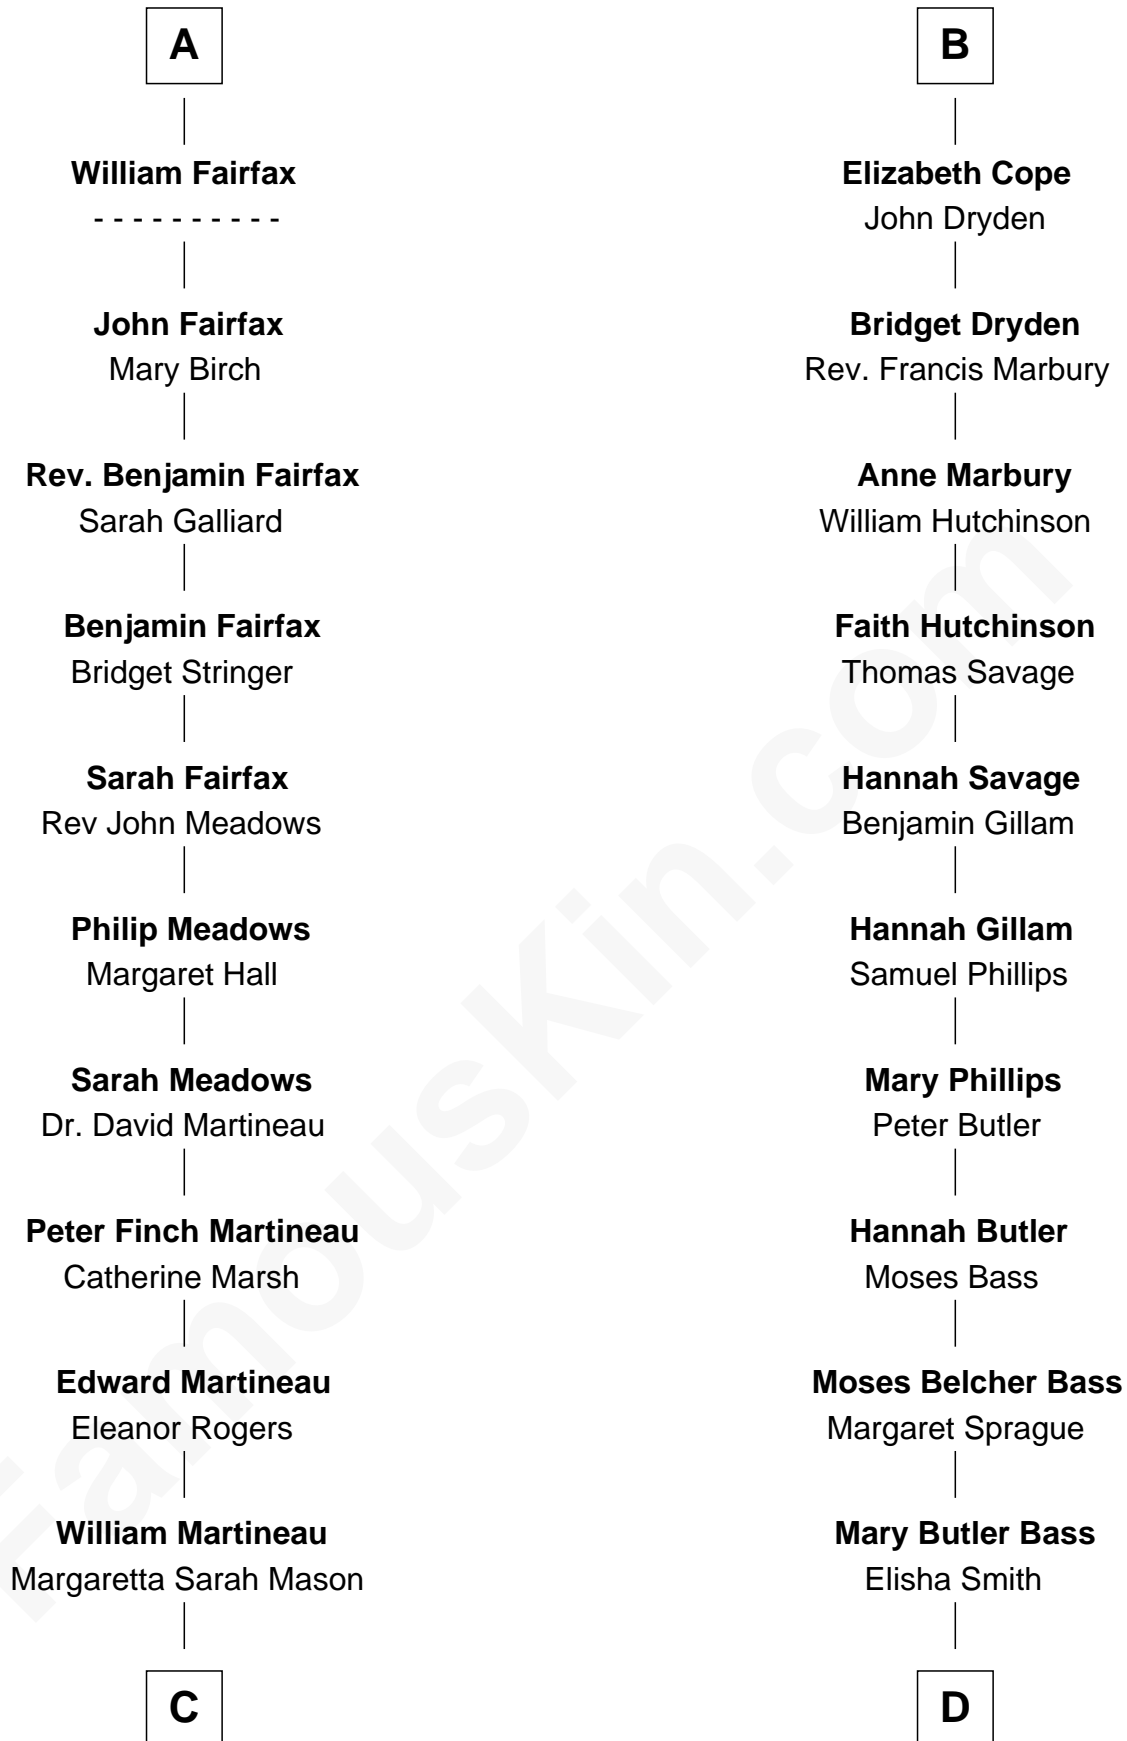 A
William Fairfax
- - - - - - - - - -
John Fairfax
Mary Birch
Rev. Benjamin Fairfax
Sarah Galliard
Benjamin Fairfax
Bridget Stringer
Sarah Fairfax
Rev John Meadows
Philip Meadows
Margaret Hall
Sarah Meadows
Dr. David Martineau
Peter Finch Martineau
Catherine Marsh
Edward Martineau
Eleanor Rogers
William Martineau
Margaretta Sarah Mason
C
B
Elizabeth Cope
John Dryden
Bridget Dryden
Rev. Francis Marbury
Anne Marbury
William Hutchinson
Faith Hutchinson
Thomas Savage
Hannah Savage
Benjamin Gillam
Hannah Gillam
Samuel Phillips
Mary Phillips
Peter Butler
Hannah Butler
Moses Bass
Moses Belcher Bass
Margaret Sprague
Mary Butler Bass
Elisha Smith
D
FamousKin.com